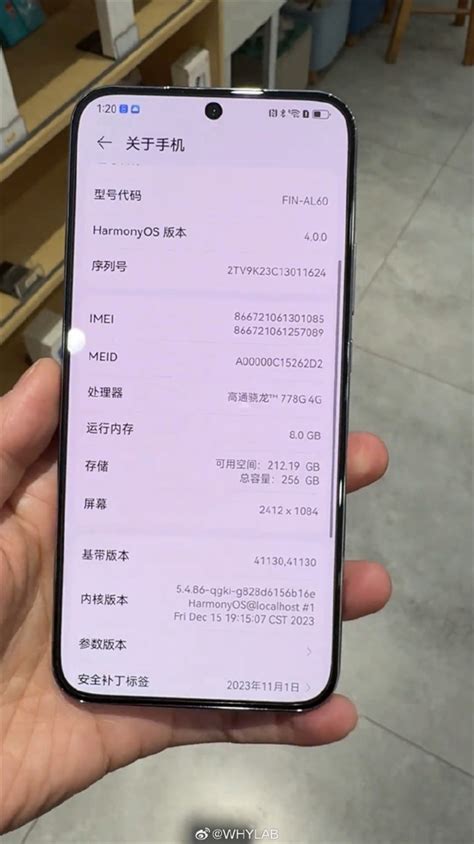 1:20
← 关于手机
型号代码 FIN-AL60
HarmonyOS 版本 4.0.0
序列号 2TV9K23C13011624
IMEI 866721061301085
866721061257089
MEID A00000C15262D2
处理器 高通骁龙™ 778G 4G
运行内存 8.0 GB
存储 可用空间: 212.19 GB
总容量: 256 GB
屏幕 2412 x 1084
基带版本 41130,41130
内核版本 5.4.86-qgki-g828d6156b16e
HarmonyOS@localhost #1
Fri Dec 15 19:15:07 CST 2023
参数版本
安全补丁标签 2023年11月1日
@WHYLAB